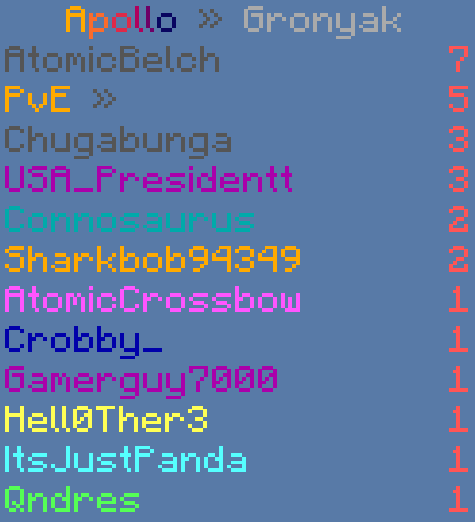 Apollo » Gronyak
AtomicBelch 7
PvE » 5
Chugabunga 3
USA_Presidentt 3
Connosaurus 2
Sharkbob94349 2
AtomicCrossbow 1
Crobby_ 1
Gamerguy7000 1
Hell0Ther3 1
ItsJustPanda 1
Qndres 1